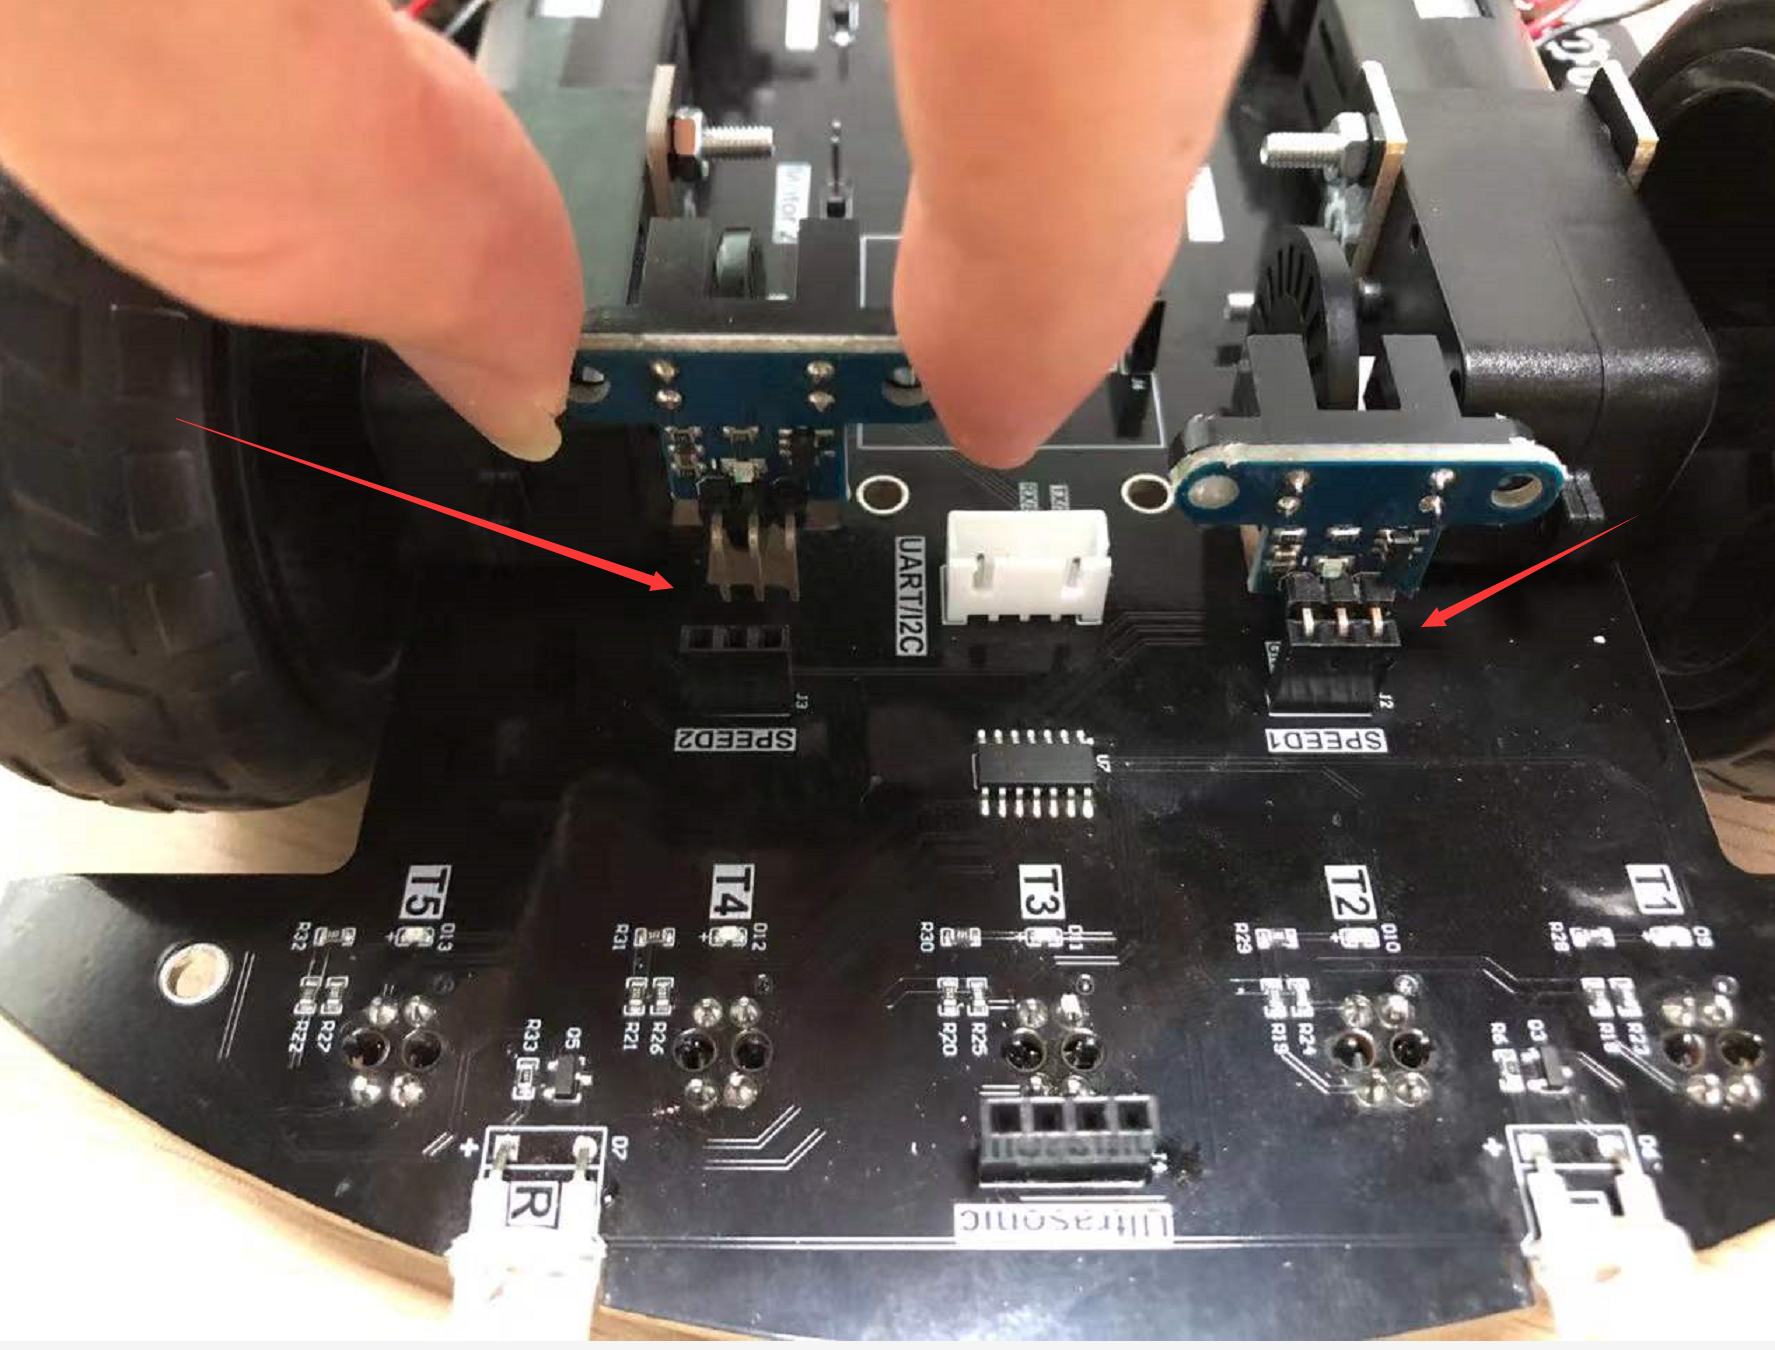 Motor 2
UART/I2C
J3
J2
SPEED2
SPEED1
U7
T5
T4
T3
T2
T1
R32
D13
R31
D12
R30
D11
R29
D10
R28
D9
R22
R27
R21
R26
R20
R25
R19
R24
R18
R23
R33
Q5
R6
Q3
+
D7
R
+
Ultrasonic